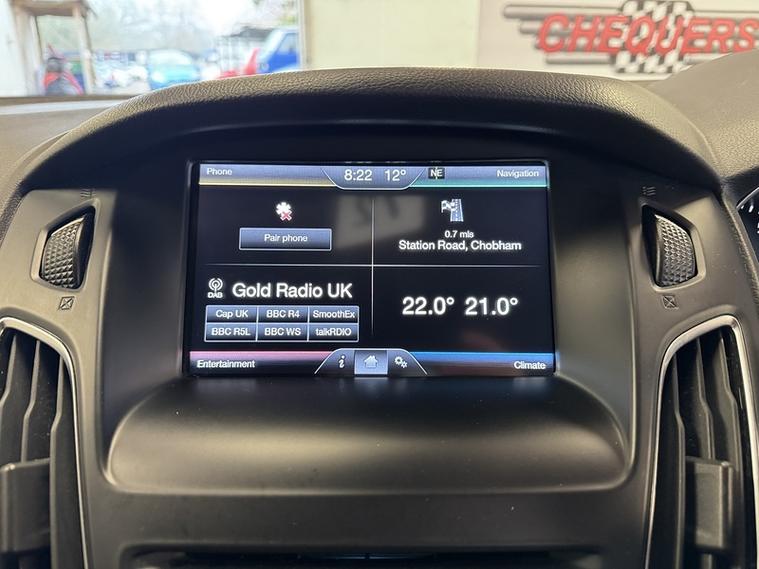 CHEQUERS
Phone
8:22 12° NE
Navigation
Pair phone
0.7 mls
Station Road, Chobham
DAB
Gold Radio UK
Cap UK BBC R4 SmoothEx
BBC R5L BBC WS talkRDIO
22.0° 21.0°
Entertainment
i
Climate